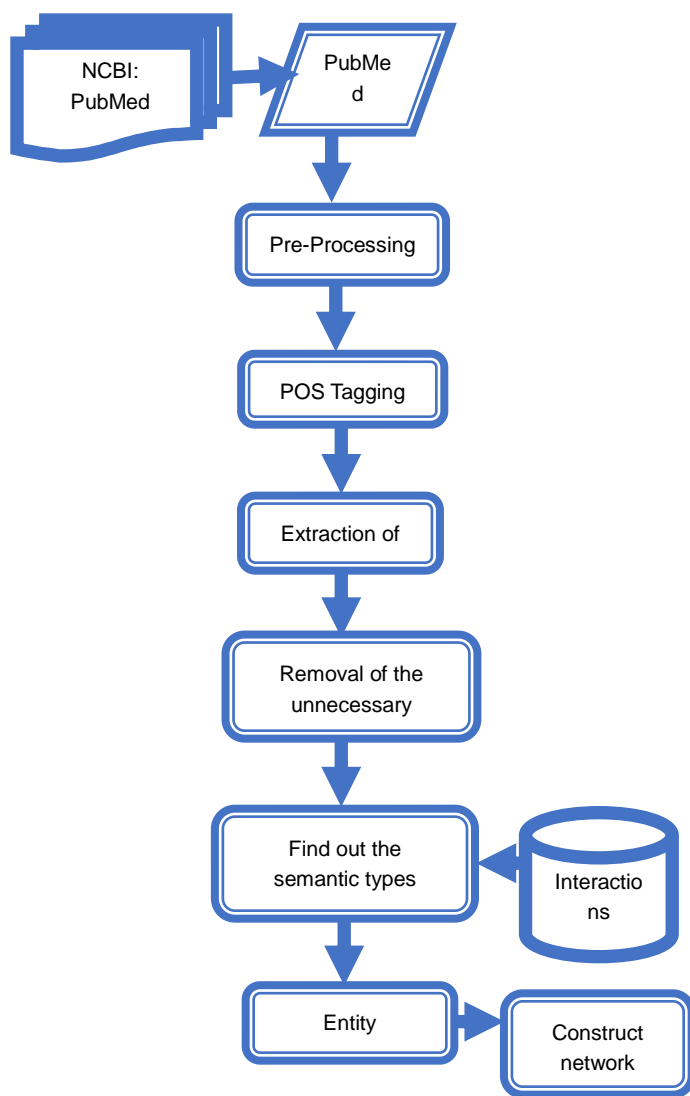 NCBI:
PubMed
PubMe
d
Pre-Processing
POS Tagging
Extraction of
Removal of the
unnecessary
Find out the
semantic types
Interactio
ns
Entity
Construct
network